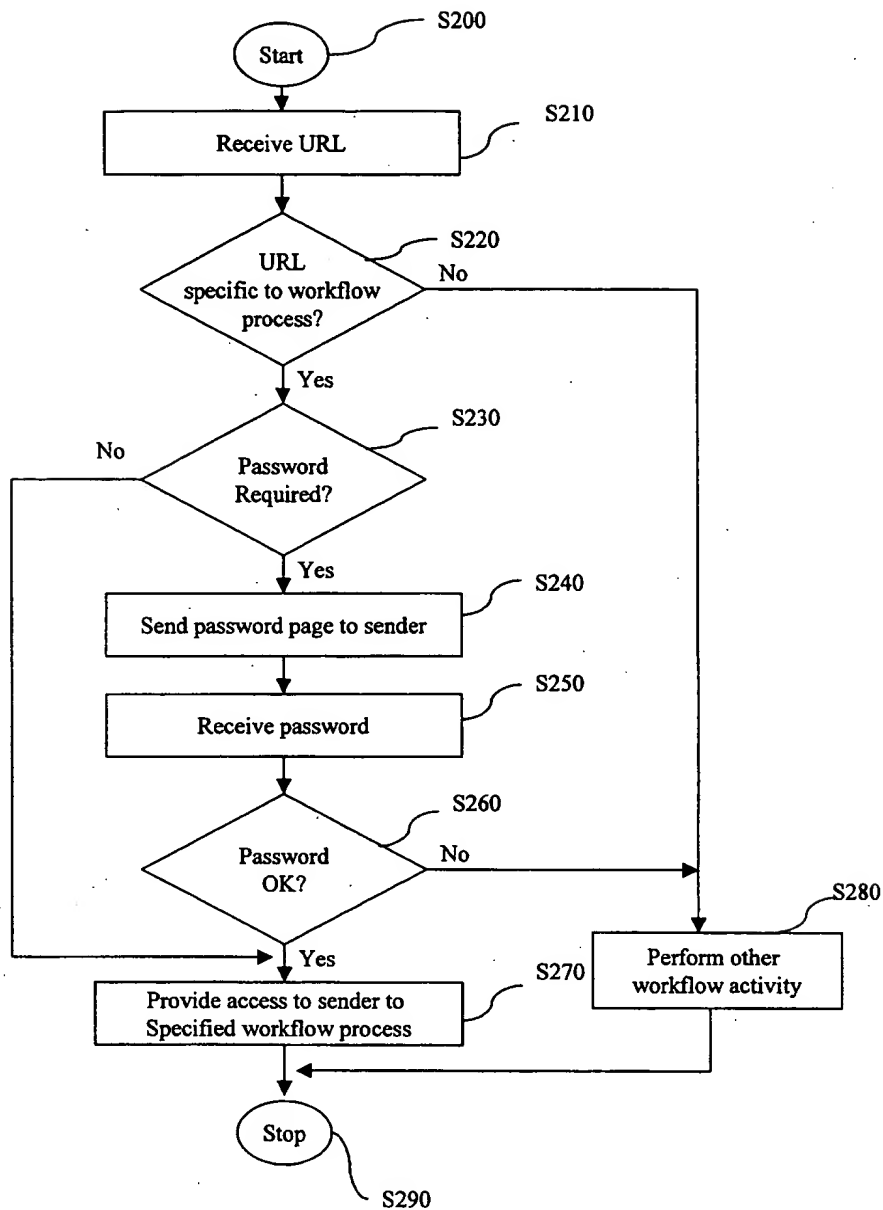 S200
Start
S210
Receive URL
S220
URL
specific to workflow
process?
No
Yes
S230
No
Password
Required?
Yes
S240
Send password page to sender
S250
Receive password
S260
Password
OK?
No
S280
Yes
Perform other
workflow activity
S270
Provide access to sender to
Specified workflow process
Stop
S290